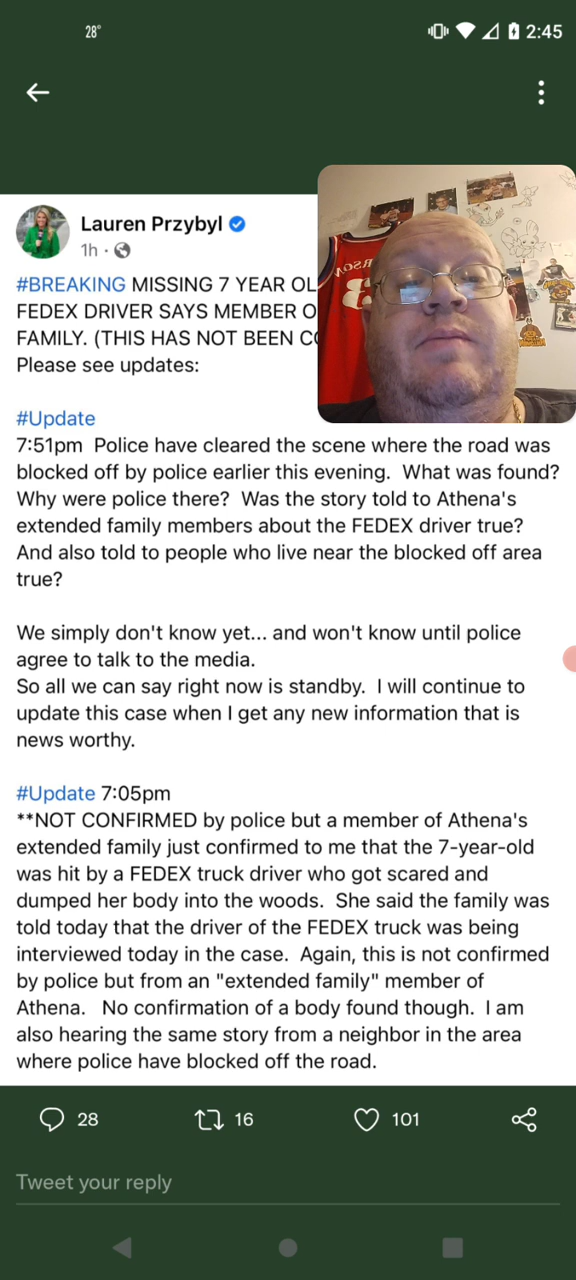 28°
2:45
Lauren Przybyl
1h ·
#BREAKING MISSING 7 YEAR OL
FEDEX DRIVER SAYS MEMBER O
FAMILY. (THIS HAS NOT BEEN CO
Please see updates:
#Update
7:51pm Police have cleared the scene where the road was
blocked off by police earlier this evening. What was found?
Why were police there? Was the story told to Athena's
extended family members about the FEDEX driver true?
And also told to people who live near the blocked off area
true?
We simply don't know yet... and won't know until police
agree to talk to the media.
So all we can say right now is standby. I will continue to
update this case when I get any new information that is
news worthy.
#Update 7:05pm
**NOT CONFIRMED by police but a member of Athena's
extended family just confirmed to me that the 7-year-old
was hit by a FEDEX truck driver who got scared and
dumped her body into the woods. She said the family was
told today that the driver of the FEDEX truck was being
interviewed today in the case. Again, this is not confirmed
by police but from an "extended family" member of
Athena. No confirmation of a body found though. I am
also hearing the same story from a neighbor in the area
where police have blocked off the road.
28
16
101
Tweet your reply